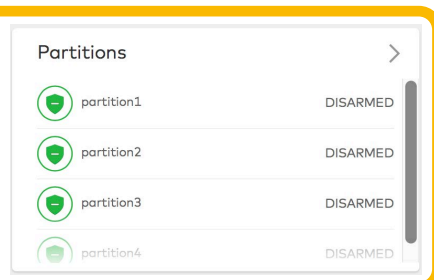 Partitions
partition1 DISARMED
partition2 DISARMED
partition3 DISARMED
partition4 DISARMED